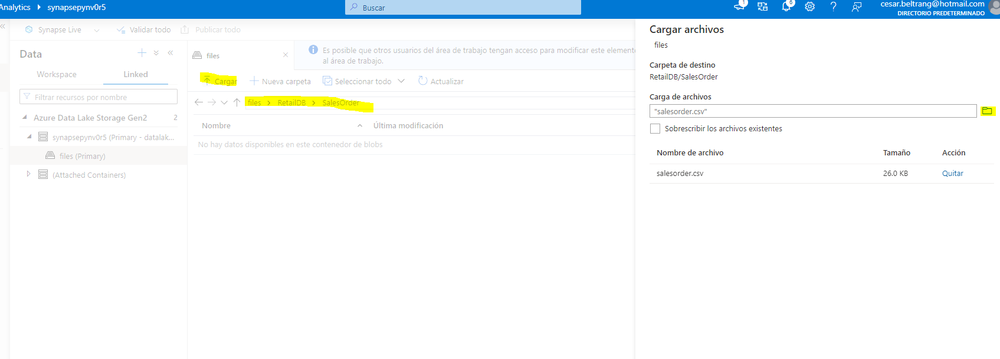 Analytics synapsepynv0r5
Buscar
1
6
cesar.beltrang@hotmail.com
DIRECTORIO PREDETERMINADO
Synapse Live
Validar todo
Publicar todo
Data
Workspace
Linked
Filtrar recursos por nombre
Azure Data Lake Storage Gen2 2
synapsepynv0r5 (Primary - datalak...
files (Primary)
(Attached Containers)
files
Es posible que otros usuarios del área de trabajo tengan acceso para modificar este elemento
al área de trabajo.
Cargar
Nueva carpeta
Seleccionar todo
Actualizar
files > RetailDB > SalesOrder
Nombre Última modificación
No hay datos disponibles en este contenedor de blobs
Cargar archivos
files
Carpeta de destino
RetailDB/SalesOrder
Carga de archivos
"salesorder.csv"
Sobrescribir los archivos existentes
Nombre de archivo Tamaño Acción
salesorder.csv 26.0 KB Quitar